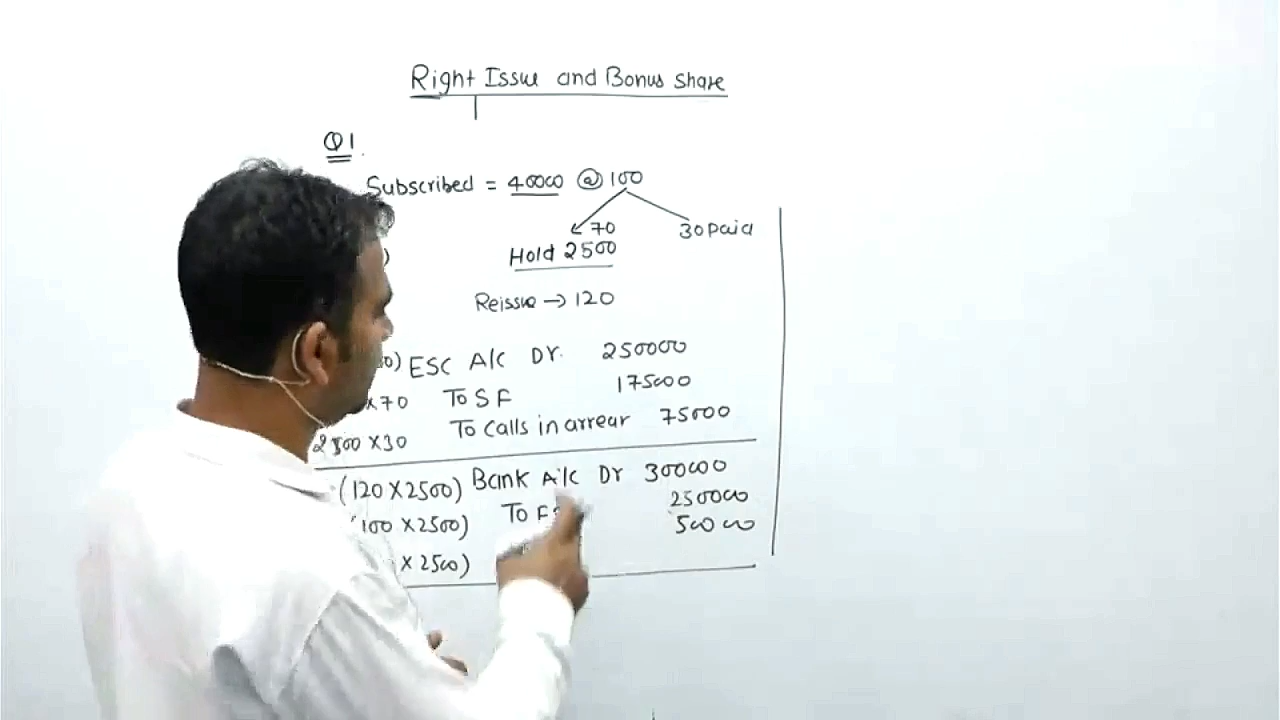 Right Issue and Bonus Share
Q1.
Subscribed = 40000 @ 100
70 30 Paid
) Hold 2500
Reissue → 120
0) ESC A/C Dr. 250000
×70 To SF 175000
2500 ×30 To Calls in arrear 75000
(120 × 2500) Bank A/C Dr 300000
(100 × 2500) To 250000
× 2500) 50000